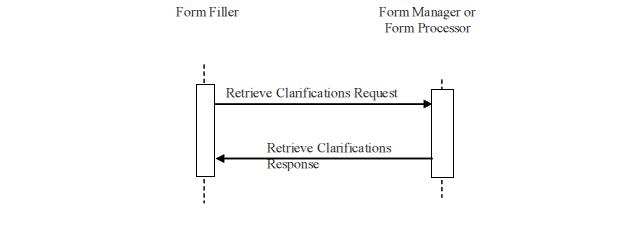 Form Filler
Form Manager or
Form Processor
Retrieve Clarifications Request
Retrieve Clarifications
Response